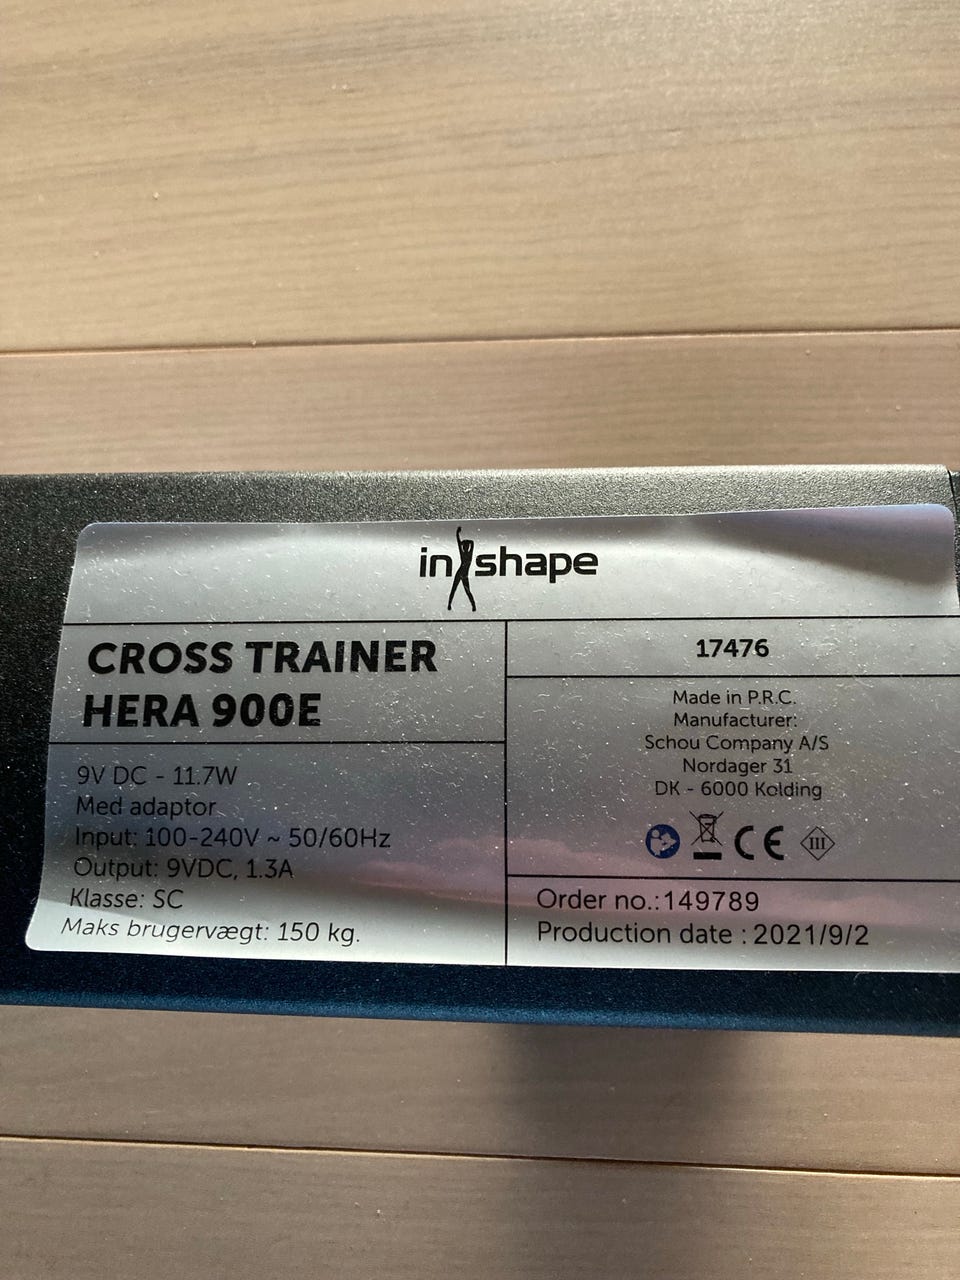 inshape
CROSS TRAINER
HERA 900E
9V DC - 11.7W
Med adaptor
Input: 100-240V ~ 50/60Hz
Output: 9VDC, 1.3A
Klasse: SC
Maks brugervægt: 150 kg.
17476
Made in P.R.C.
Manufacturer:
Schou Company A/S
Nordager 31
DK - 6000 Kolding
CE
III
Order no.:149789
Production date : 2021/9/2